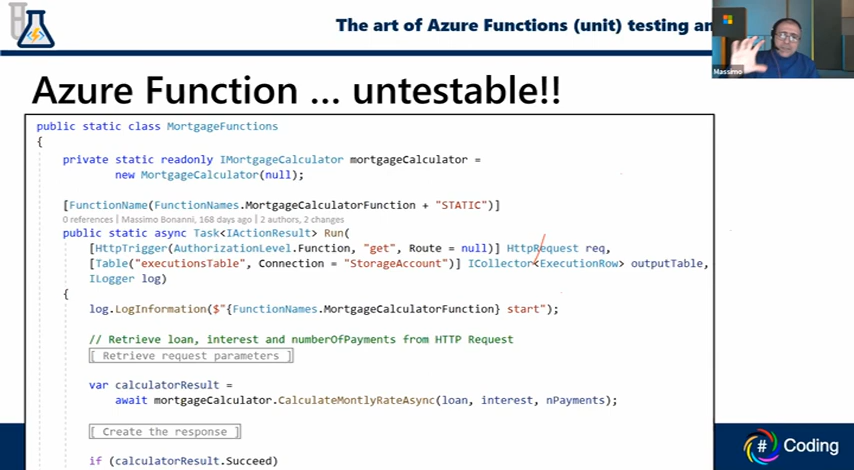 The art of Azure Functions (unit) testing an
Massimo
Azure Function ... untestable!!
public static class MortgageFunctions
{
private static readonly IMortgageCalculator mortgageCalculator =
new MortgageCalculator(null);
[FunctionName(FunctionNames.MortgageCalculatorFunction + "STATIC")]
0 references | Massimo Bonanni, 168 days ago | 2 authors, 2 changes
public static async Task<IActionResult> Run(
[HttpTrigger(AuthorizationLevel.Function, "get", Route = null)] HttpRequest req,
[Table("executionsTable", Connection = "StorageAccount")] ICollector<ExecutionRow> outputTable,
ILogger log)
{
log.LogInformation($"{FunctionNames.MortgageCalculatorFunction} start");
// Retrieve loan, interest and numberOfPayments from HTTP Request
[ Retrieve request parameters ]
var calculatorResult =
await mortgageCalculator.CalculateMontlyRateAsync(loan, interest, nPayments);
[ Create the response ]
if (calculatorResult.Succeed)
# Coding